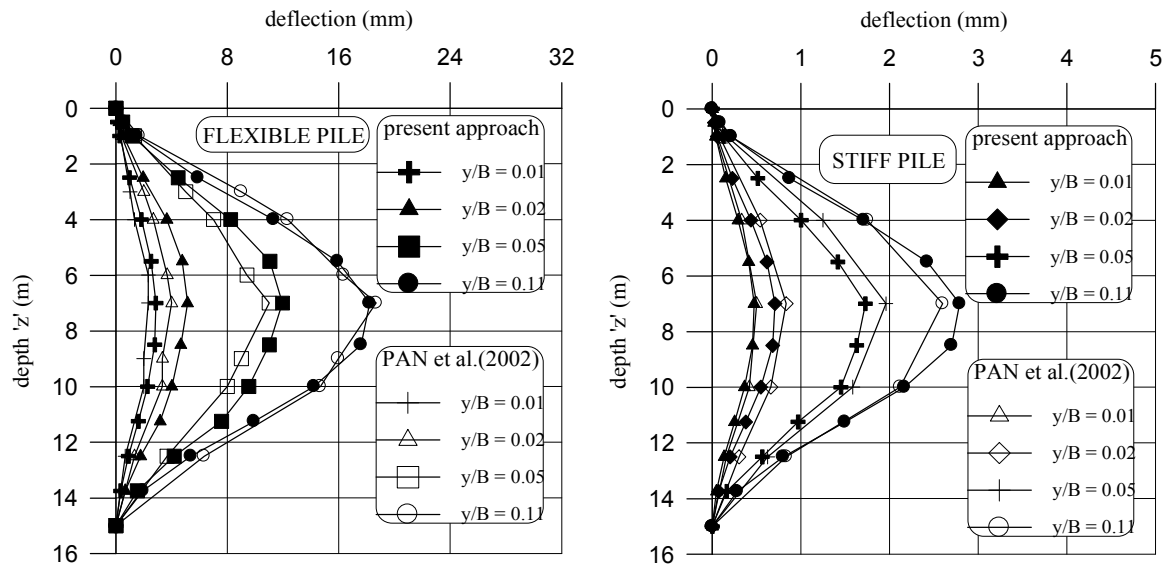 deflection (mm)
0 8 16 24 32
0
2
4
6
8
10
12
14
16
depth 'z' (m)
FLEXIBLE PILE
present approach
y/B = 0.01
y/B = 0.02
y/B = 0.05
y/B = 0.11
PAN et al.(2002)
y/B = 0.01
y/B = 0.02
y/B = 0.05
y/B = 0.11
deflection (mm)
0 1 2 3 4 5
0
2
4
6
8
10
12
14
16
depth 'z' (m)
STIFF PILE
present approach
y/B = 0.01
y/B = 0.02
y/B = 0.05
y/B = 0.11
PAN et al.(2002)
y/B = 0.01
y/B = 0.02
y/B = 0.05
y/B = 0.11